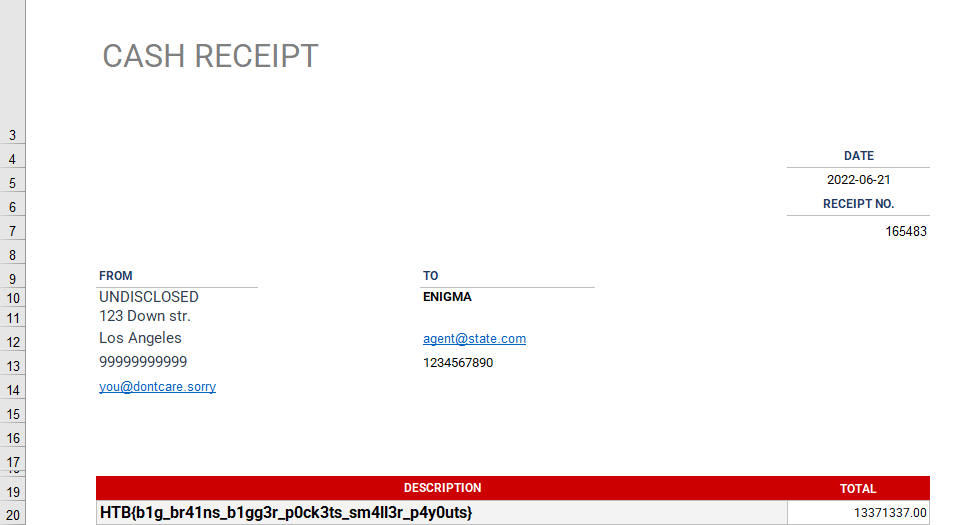 CASH RECEIPT
3
4 DATE
5 2022-06-21
6 RECEIPT NO.
7 165483
8
9 FROM TO
10 UNDISCLOSED ENIGMA
11 123 Down str.
12 Los Angeles agent@state.com
13 99999999999 1234567890
14 you@dontcare.sorry
15
16
17
19 DESCRIPTION TOTAL
20 HTB{b1g_br41ns_b1gg3r_p0ck3ts_sm4ll3r_p4y0uts} 13371337.00